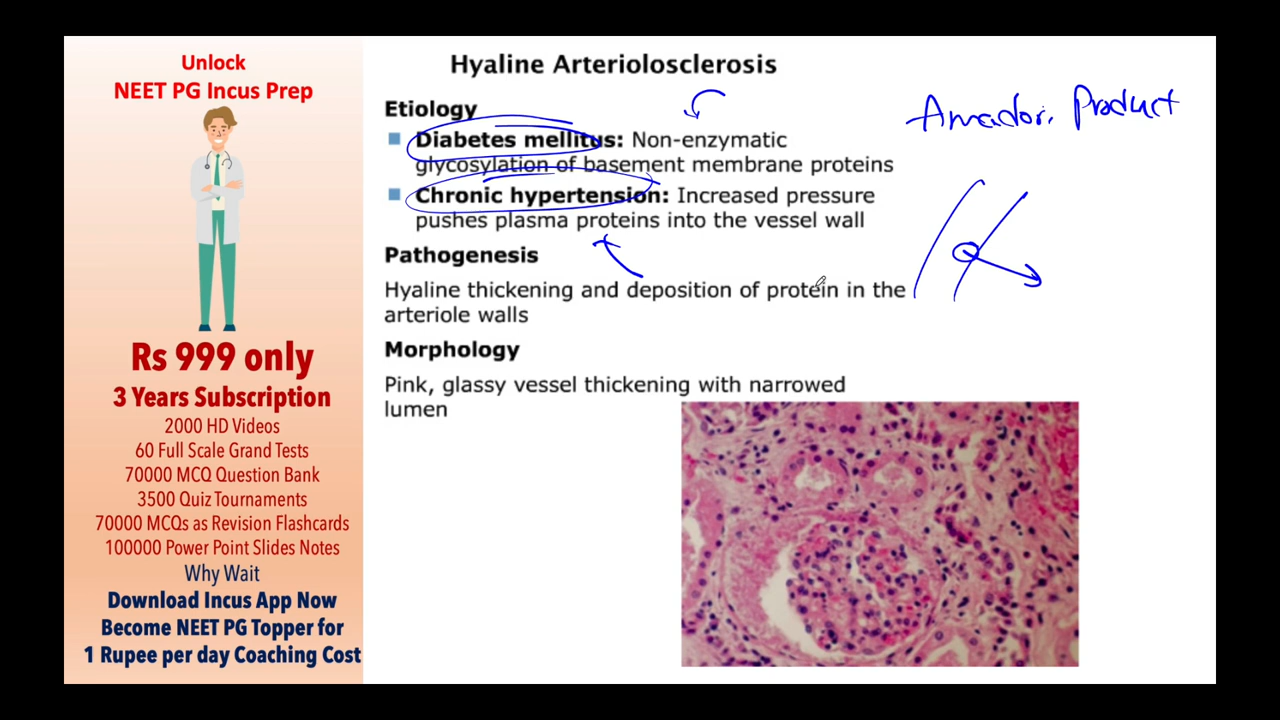 Unlock
NEET PG Incus Prep
Rs 999 only
3 Years Subscription
2000 HD Videos
60 Full Scale Grand Tests
70000 MCQ Question Bank
3500 Quiz Tournaments
70000 MCQs as Revision Flashcards
100000 Power Point Slides Notes
Why Wait
Download Incus App Now
Become NEET PG Topper for
1 Rupee per day Coaching Cost
Hyaline Arteriolosclerosis
Etiology
Diabetes mellitus: Non-enzymatic
glycosylation of basement membrane proteins
Chronic hypertension: Increased pressure
pushes plasma proteins into the vessel wall
Pathogenesis
Hyaline thickening and deposition of protein in the
arteriole walls
Morphology
Pink, glassy vessel thickening with narrowed
lumen
Amador. Product